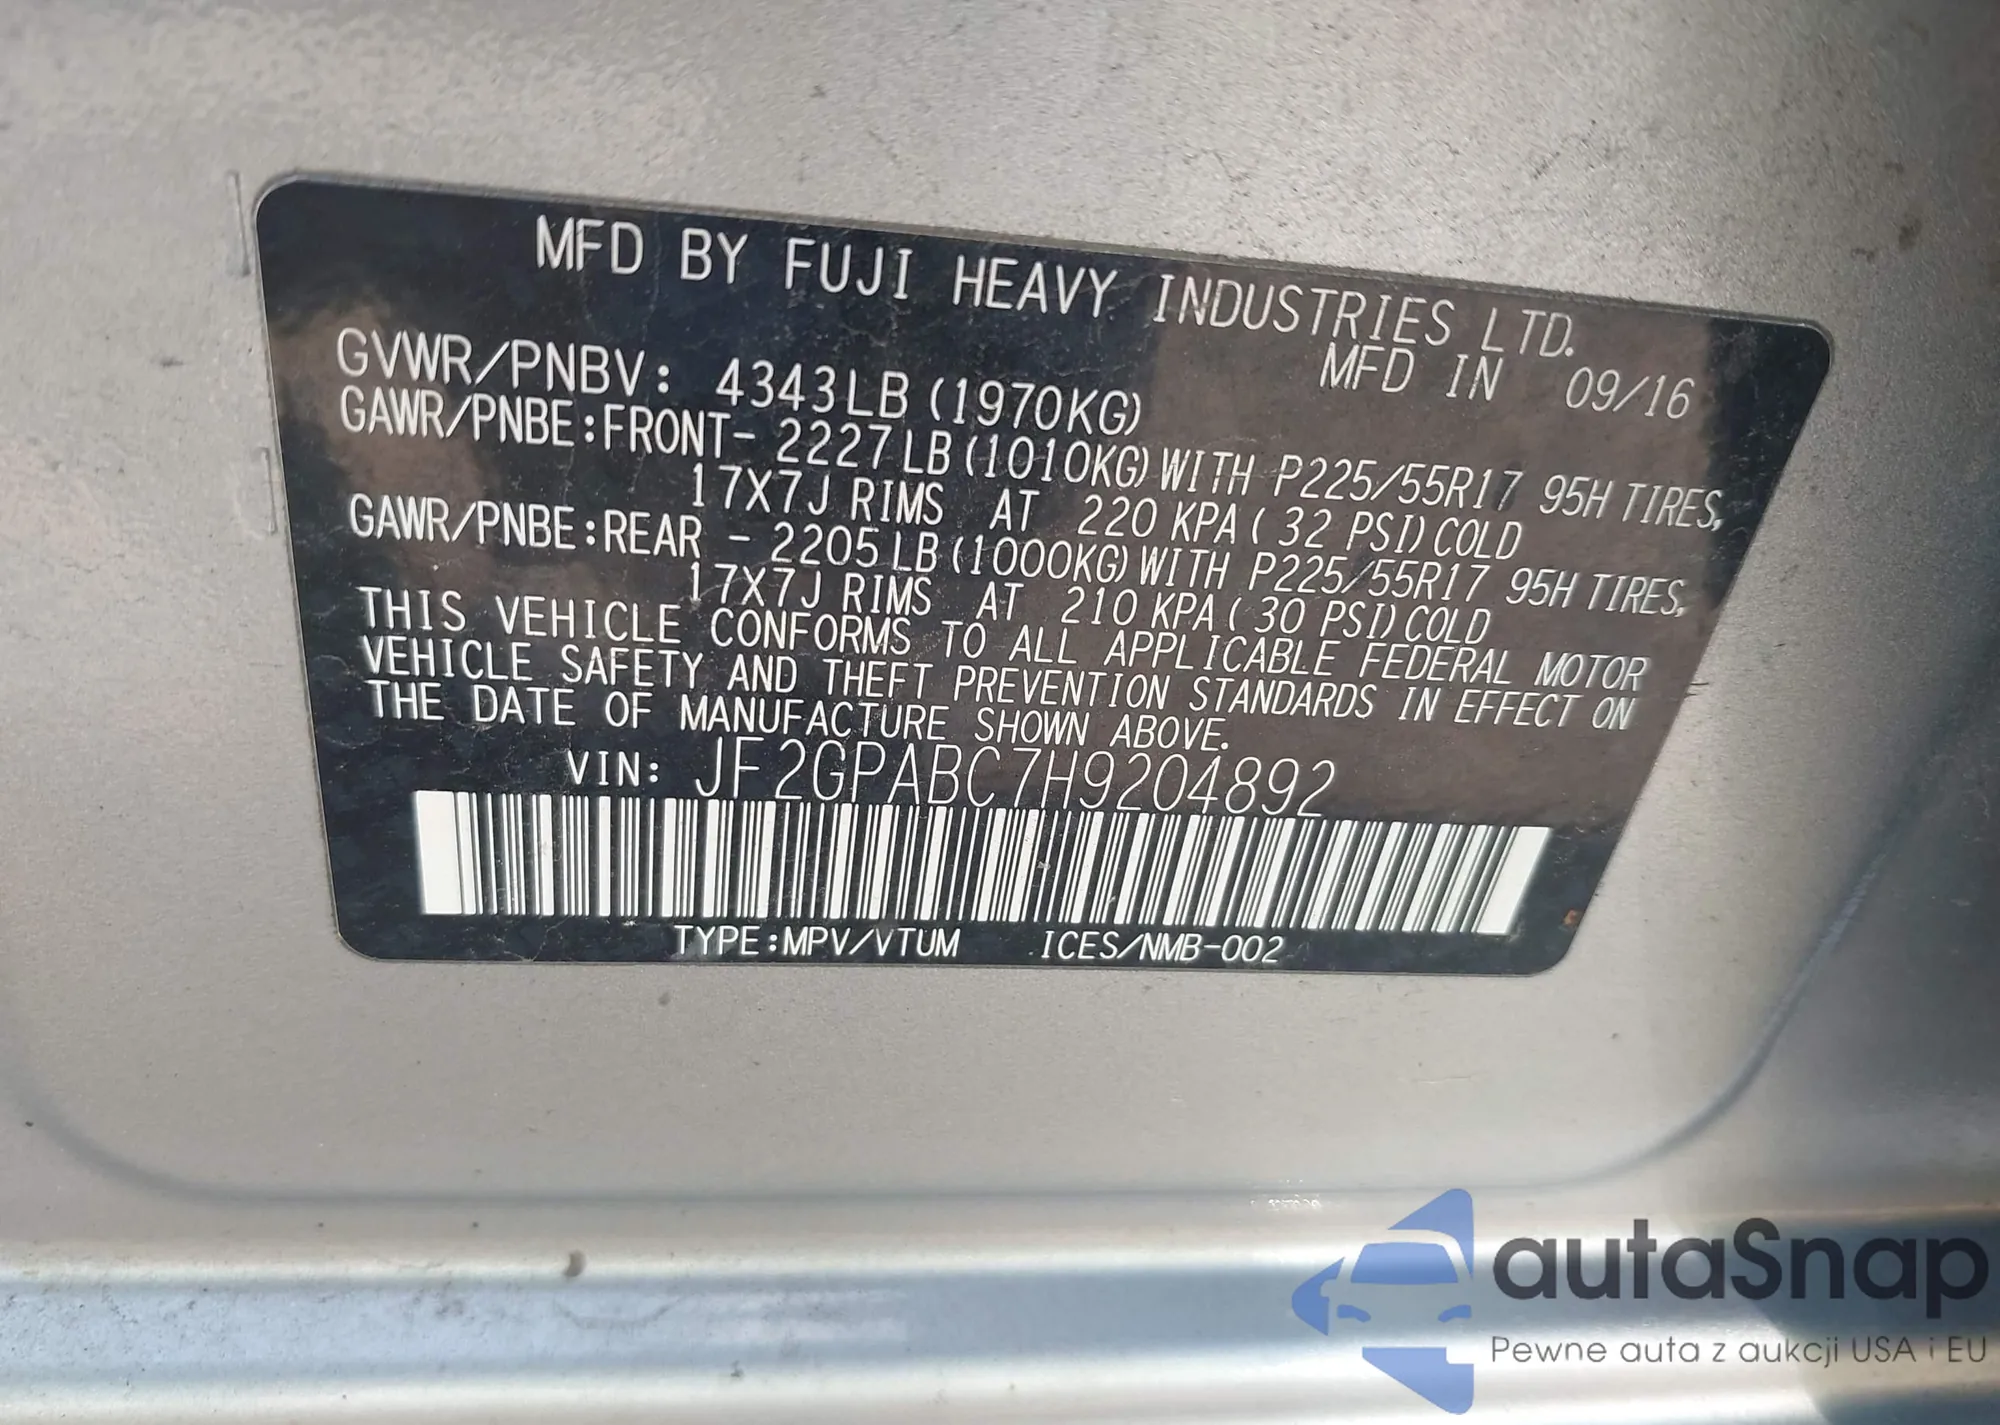 MFD BY FUJI HEAVY INDUSTRIES LTD.
MFD IN 09/16
GVWR/PNBV: 4343LB (1970KG)
GAWR/PNBE:FRONT- 2227LB (1010KG) WITH P225/55R17 95H TIRES,
17X7J RIMS AT 220 KPA ( 32 PSI) COLD
GAWR/PNBE:REAR - 2205LB (1000KG) WITH P225/55R17 95H TIRES,
17X7J RIMS AT 210 KPA ( 30 PSI) COLD
THIS VEHICLE CONFORMS TO ALL APPLICABLE FEDERAL MOTOR
VEHICLE SAFETY AND THEFT PREVENTION STANDARDS IN EFFECT ON
THE DATE OF MANUFACTURE SHOWN ABOVE.
VIN: JF2GPABC7H9204892
TYPE:MPV/VTUM ICES/NMB-002
autaSnap
Pewne auta z aukcji USA i EU